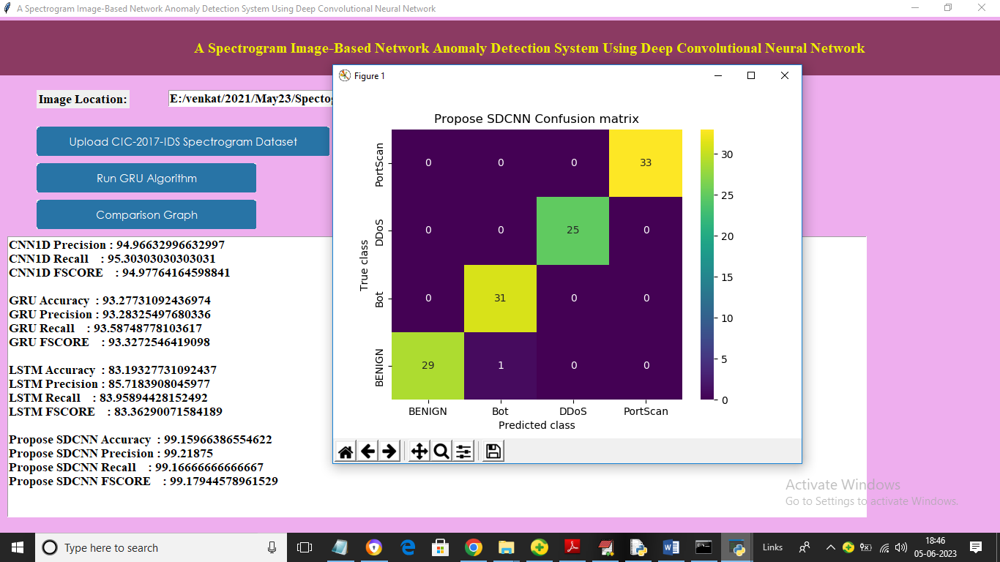 A Spectrogram Image-Based Network Anomaly Detection System Using Deep Convolutional Neural Network
A Spectrogram Image-Based Network Anomaly Detection System Using Deep Convolutional Neural Network
Image Location:
E:/venkat/2021/May23/Spectog
Upload CIC-2017-IDS Spectrogram Dataset
Run GRU Algorithm
Comparison Graph
CNN1D Precision : 94.96632996632997
CNN1D Recall : 95.30303030303031
CNN1D FSCORE : 94.97764164598841
GRU Accuracy : 93.27731092436974
GRU Precision : 93.28325497680336
GRU Recall : 93.58748778103617
GRU FSCORE : 93.3272546419098
LSTM Accuracy : 83.19327731092437
LSTM Precision : 85.7183908045977
LSTM Recall : 83.95894428152492
LSTM FSCORE : 83.36290071584189
Propose SDCNN Accuracy : 99.15966386554622
Propose SDCNN Precision : 99.21875
Propose SDCNN Recall : 99.16666666666667
Propose SDCNN FSCORE : 99.17944578961529
Figure 1
Propose SDCNN Confusion matrix
True class
PortScan
0 0 0 33
DDoS
0 0 25 0
Bot
0 31 0 0
BENIGN
29 1 0 0
BENIGN Bot DDoS PortScan
Predicted class
30
25
20
15
10
5
0
Activate Windows
Go to Settings to activate Windows.
Type here to search
Links
18:46
05-06-2023